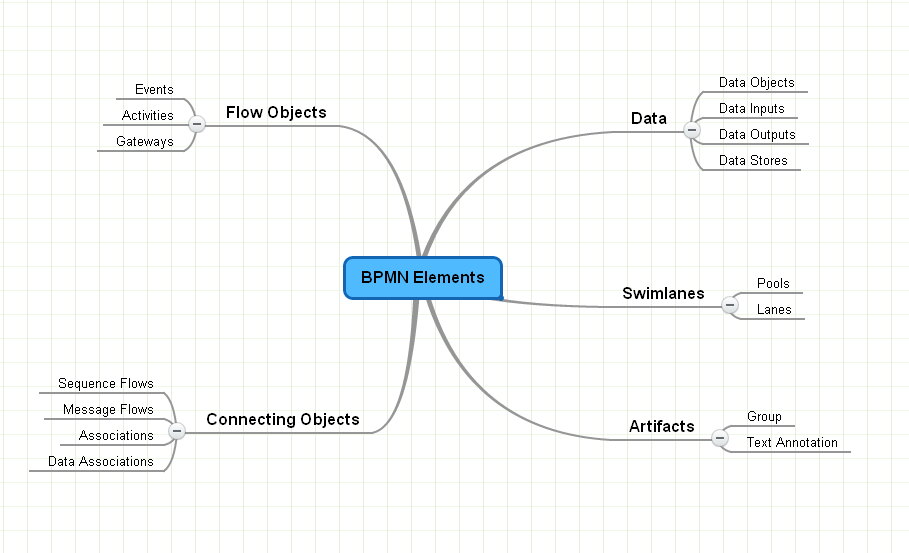 BPMN Elements
Flow Objects
Events
Activities
Gateways
Data
Data Objects
Data Inputs
Data Outputs
Data Stores
Swimlanes
Pools
Lanes
Connecting Objects
Sequence Flows
Message Flows
Associations
Data Associations
Artifacts
Group
Text Annotation